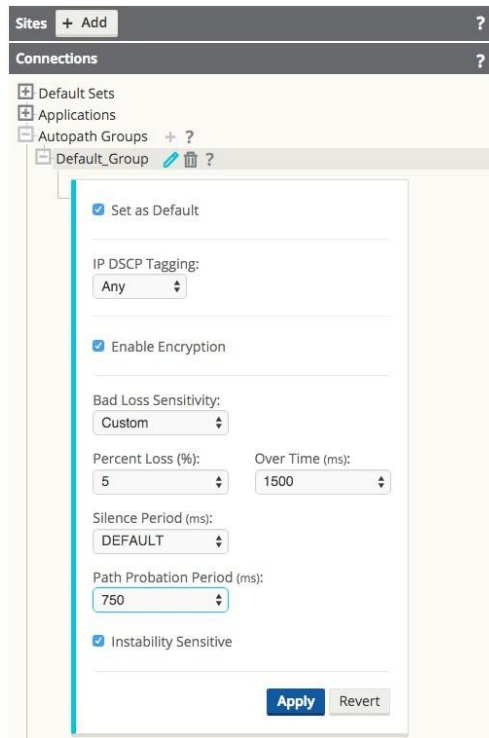 Sites + Add ?
Connections ?
Default Sets
Applications
Autopath Groups + ?
Default_Group ?
Set as Default
IP DSCP Tagging:
Any
Enable Encryption
Bad Loss Sensitivity:
Custom
Percent Loss (%): Over Time (ms):
5 1500
Silence Period (ms):
DEFAULT
Path Probation Period (ms):
750
Instability Sensitive
Apply Revert